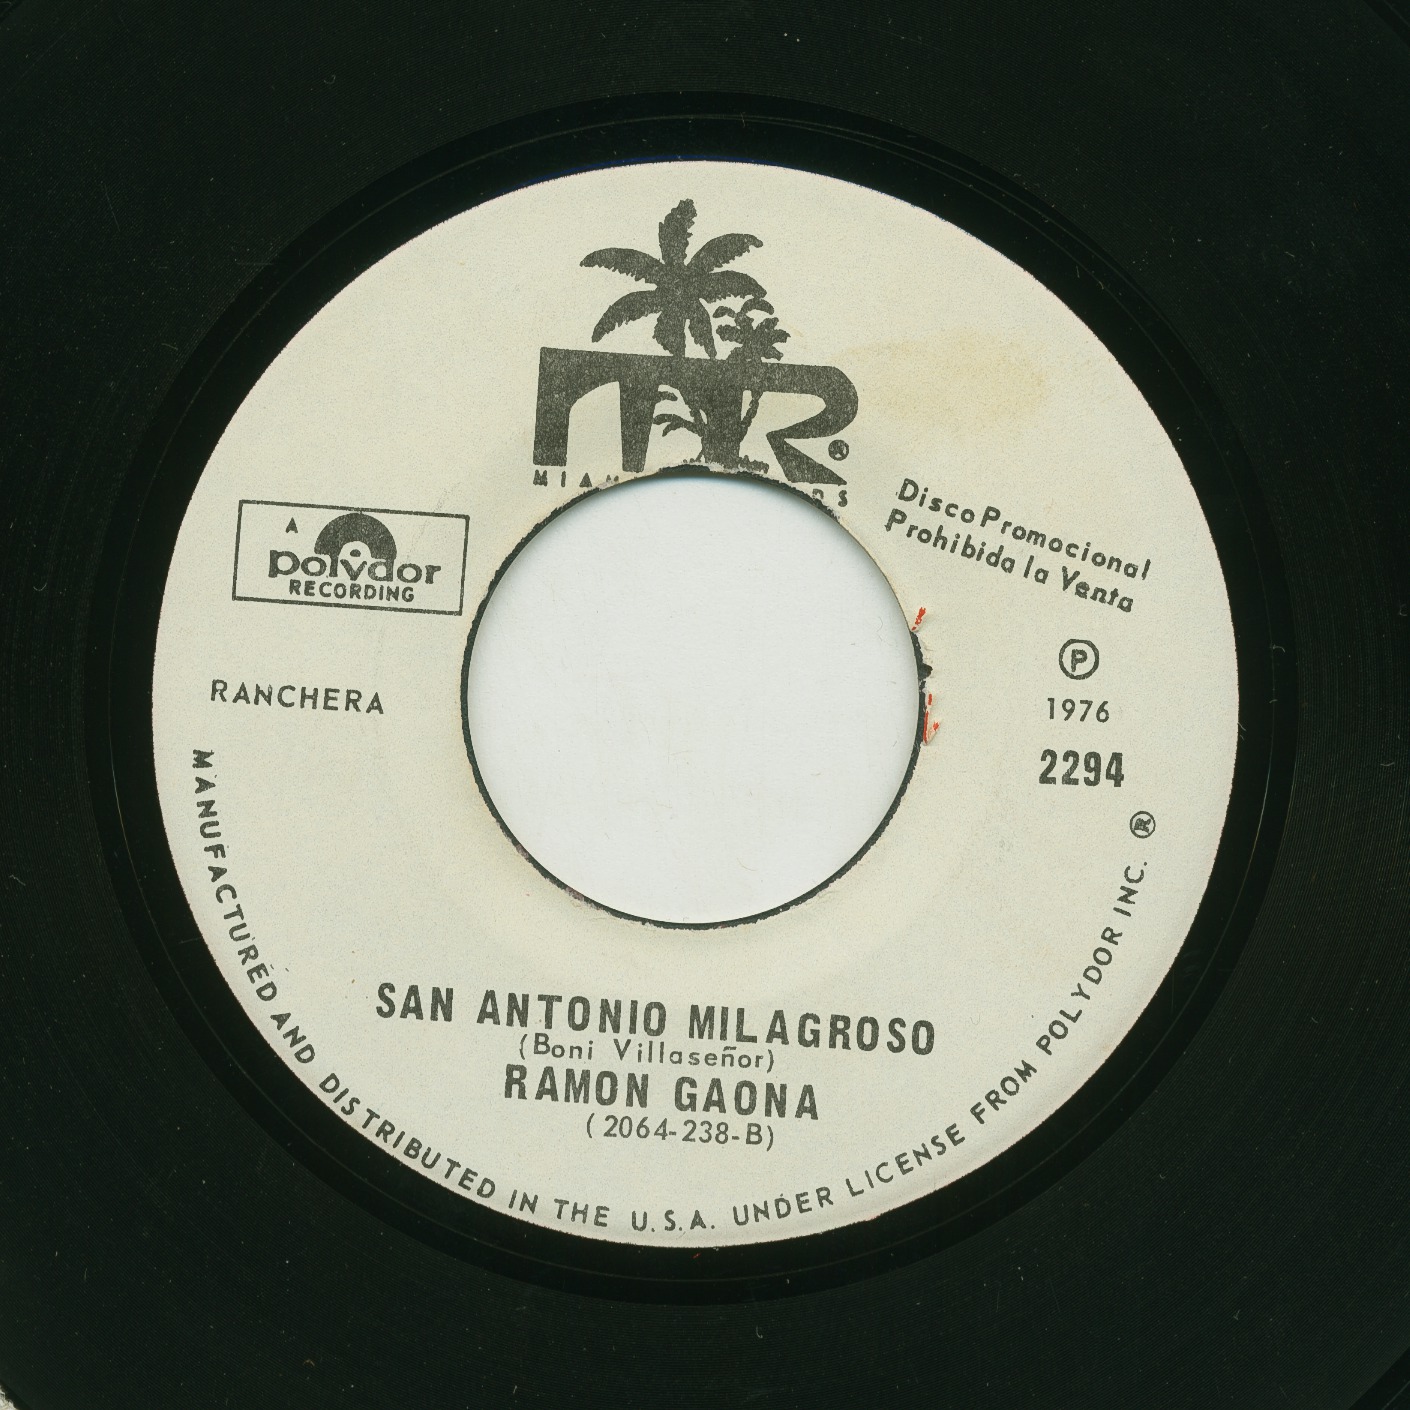 MR®
A
polydor
RECORDING
Disco Promocional
Prohibida la Venta
RANCHERA
Ⓟ
1976
2294
SAN ANTONIO MILAGROSO
(Boni Villaseñor)
RAMON GAONA
(2064-238-B)
MANUFACTURED AND DISTRIBUTED IN THE U.S.A. UNDER LICENSE FROM POLYDOR INC. ®